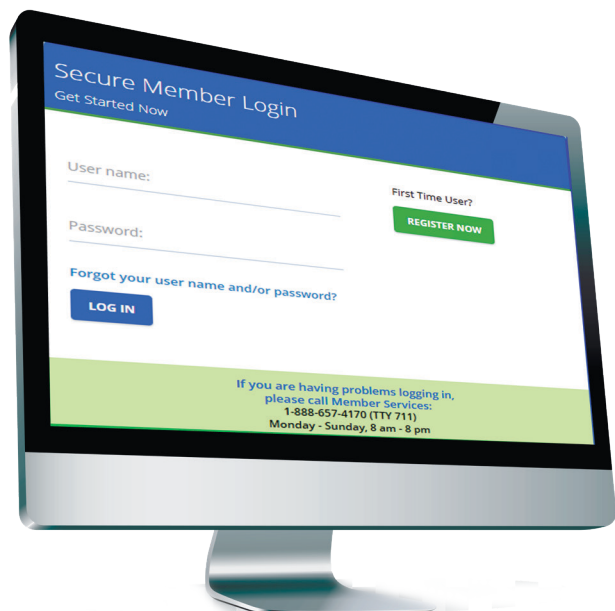 Secure Member Login
Get Started Now
User name:
First Time User?
REGISTER NOW
Password:
Forgot your user name and/or password?
LOG IN
If you are having problems logging in,
please call Member Services:
1-888-657-4170 (TTY 711)
Monday - Sunday, 8 am - 8 pm